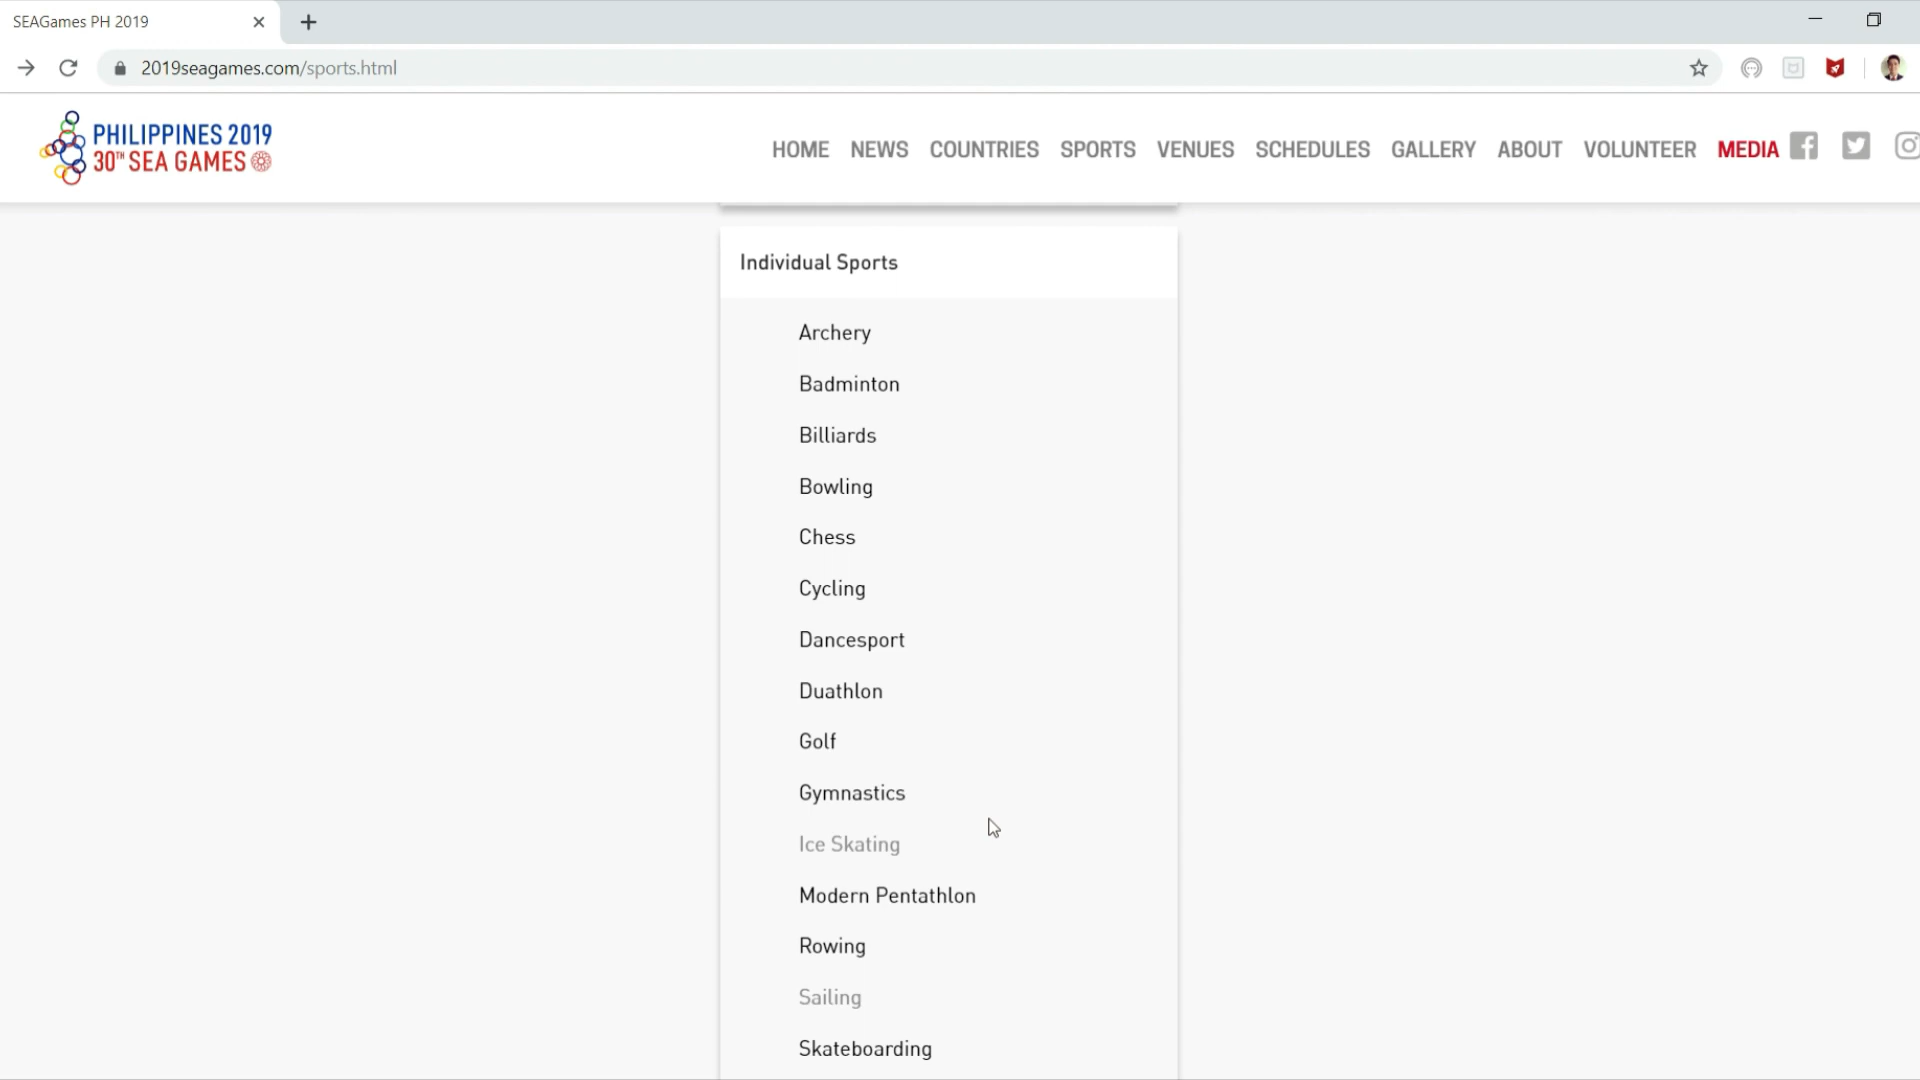 SEAGames PH 2019
2019seagames.com/sports.html
PHILIPPINES 2019
30TH SEA GAMES
HOME NEWS COUNTRIES SPORTS VENUES SCHEDULES GALLERY ABOUT VOLUNTEER MEDIA
Individual Sports
Archery
Badminton
Billiards
Bowling
Chess
Cycling
Dancesport
Duathlon
Golf
Gymnastics
Ice Skating
Modern Pentathlon
Rowing
Sailing
Skateboarding